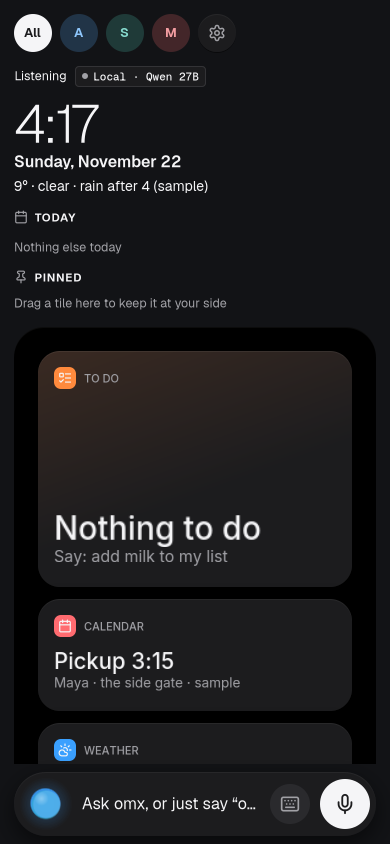 All A S M
Listening Local · Qwen 27B
4:17
Sunday, November 22
9° · clear · rain after 4 (sample)
TODAY
Nothing else today
PINNED
Drag a tile here to keep it at your side
TO DO
Nothing to do
Say: add milk to my list
CALENDAR
Pickup 3:15
Maya · the side gate · sample
WEATHER
Ask omx, or just say “o…